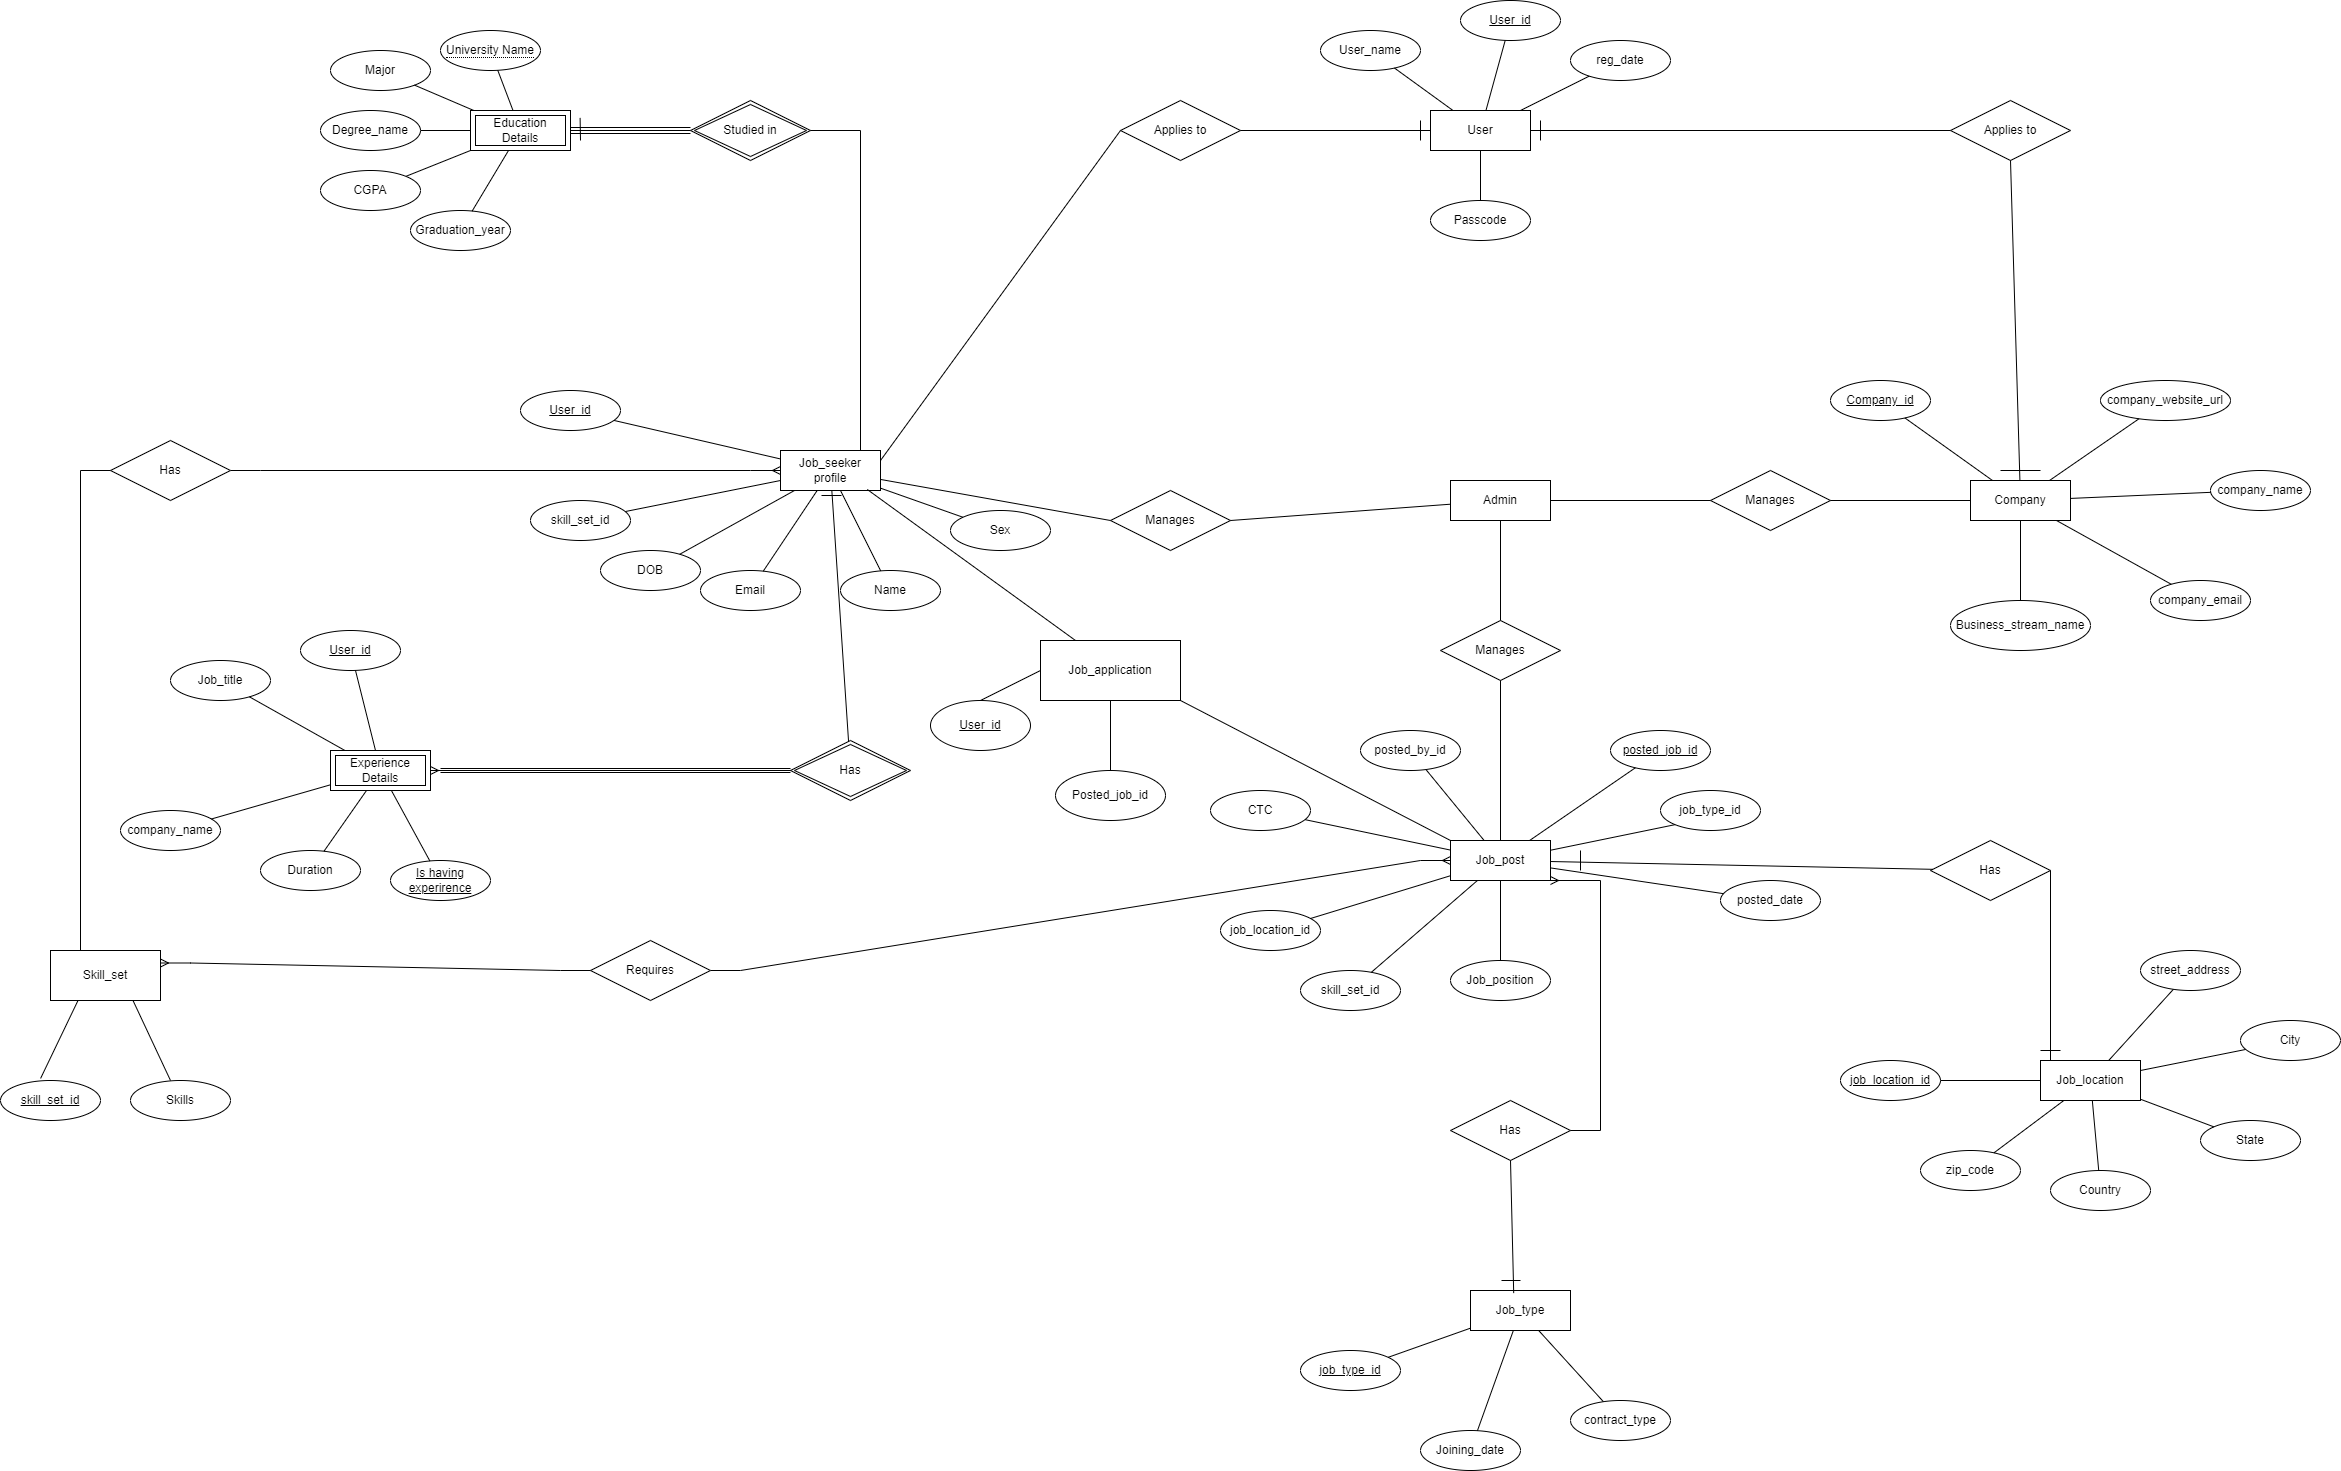 User_id
University Name
User_name
reg_date
Major
Education
Details
Degree_name
Studied in
Applies to
User
Applies to
CGPA
Passcode
Graduation_year
User_id
Company_id
company_website_url
Has
Job_seeker
profile
company_name
Admin
Manages
Company
skill_set_id
Sex
Manages
DOB
Email
Name
company_email
Business_stream_name
User_id
Manages
Job_title
Job_application
User_id
posted_by_id
posted_job_id
Experience
Details
Has
Posted_job_id
CTC
job_type_id
company_name
Job_post
Duration
Is having
experirence
Has
posted_date
job_location_id
Skill_set
Requires
Job_position
skill_set_id
street_address
City
job_location_id
Job_location
skill_set_id
Skills
Has
State
zip_code
Country
Job_type
job_type_id
contract_type
Joining_date